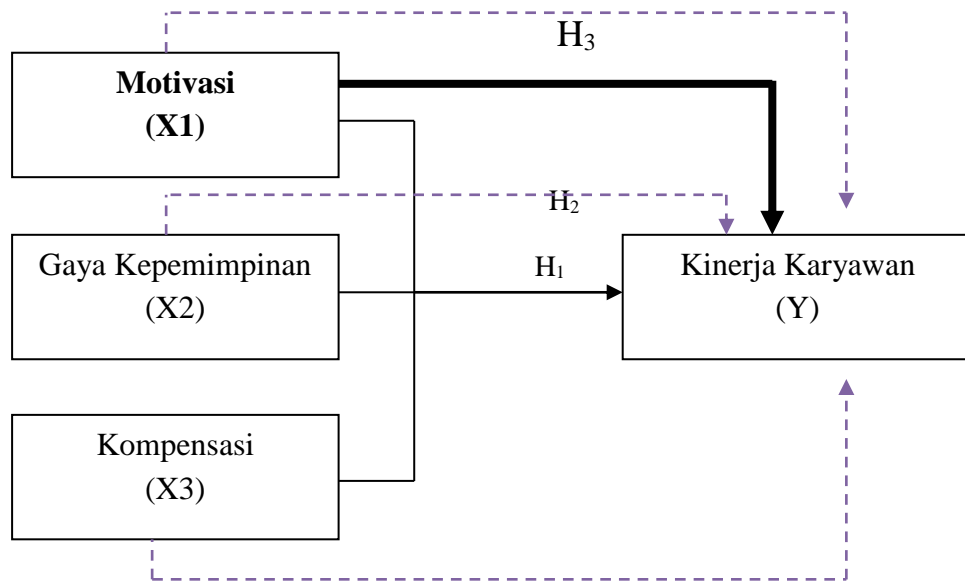 H₃
Motivasi
(X1)
H₂
Gaya Kepemimpinan
(X2)
H₁
Kinerja Karyawan
(Y)
Kompensasi
(X3)